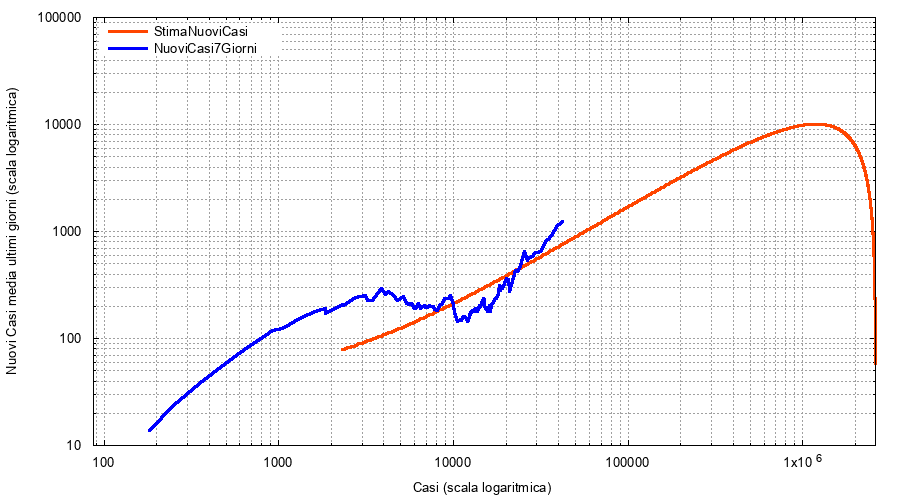 100000
StimaNuoviCasi
NuoviCasi7Giorni
10000
Nuovi Casi media ultimi giorni (scala logaritmica)
1000
100
10
100 1000 10000 100000 1x10 6
Casi (scala logaritmica)